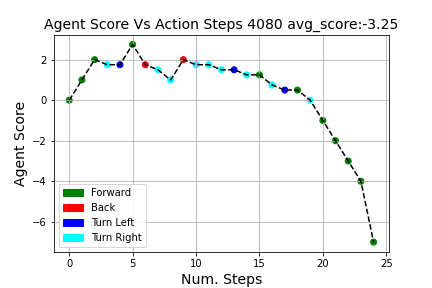 Agent Score Vs Action Steps 4080 avg_score:-3.25
Agent Score
2
0
−2
−4
−6
Forward
Back
Turn Left
Turn Right
0 5 10 15 20 25
Num. Steps